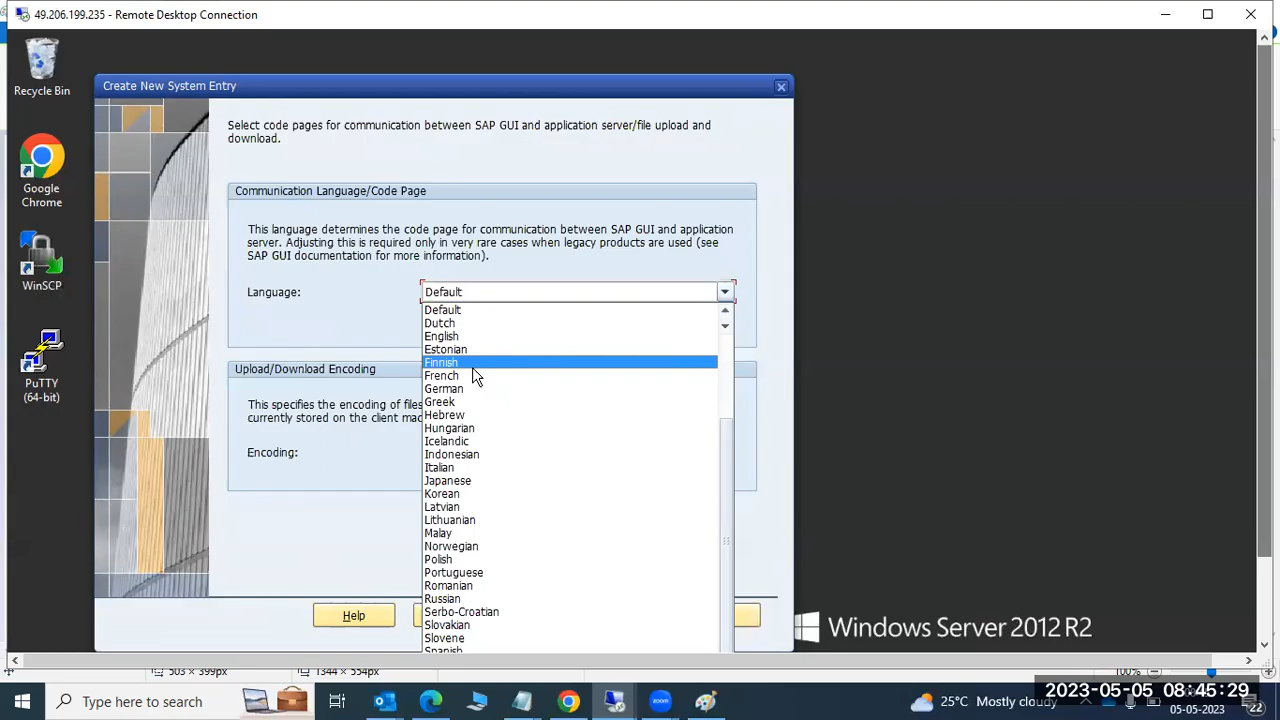 49.206.199.235 - Remote Desktop Connection
Recycle Bin
Google
Chrome
WinSCP
PuTTY
(64-bit)
Create New System Entry
Select code pages for communication between SAP GUI and application server/file upload and
download.
Communication Language/Code Page
This language determines the code page for communication between SAP GUI and application
server. Adjusting this is required only in very rare cases when legacy products are used (see
SAP GUI documentation for more information).
Language:
Default
Default
Dutch
English
Estonian
Finnish
French
German
Greek
Hebrew
Hungarian
Icelandic
Indonesian
Italian
Japanese
Korean
Latvian
Lithuanian
Malay
Norwegian
Polish
Portuguese
Romanian
Russian
Serbo-Croatian
Slovakian
Slovene
Spanish
Upload/Download Encoding
This specifies the encoding of files
currently stored on the client
Encoding:
Help
Windows Server 2012 R2
503 × 399px
1344 × 554px
100%
Type here to search
zoom
25°C Mostly cloudy
2023-05-05 08:45:29
05-05-2023
22